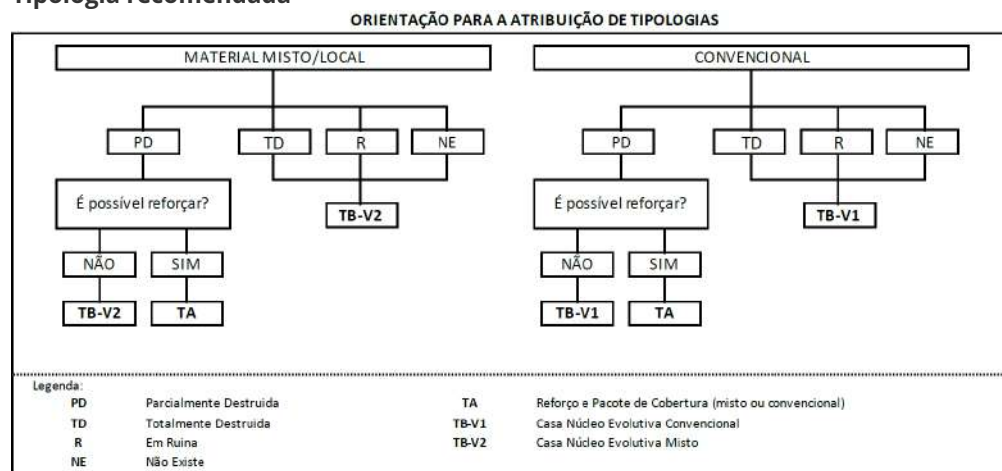 Tipologia recomendada
ORIENTAÇÃO PARA A ATRIBUIÇÃO DE TIPOLOGIAS
MATERIAL MISTO/LOCAL
CONVENCIONAL
PD TD R NE
PD TD R NE
É possível reforçar?
TB-V2
É possível reforçar?
TB-V1
NÃO SIM
NÃO SIM
TB-V2 TA
TB-V1 TA
Legenda:
PD Parcialmente Destruida
TA Reforço e Pacote de Cobertura (misto ou convencional)
TD Totalmente Destruida
TB-V1 Casa Núcleo Evolutiva Convencional
R Em Ruina
TB-V2 Casa Núcleo Evolutiva Misto
NE Não Existe